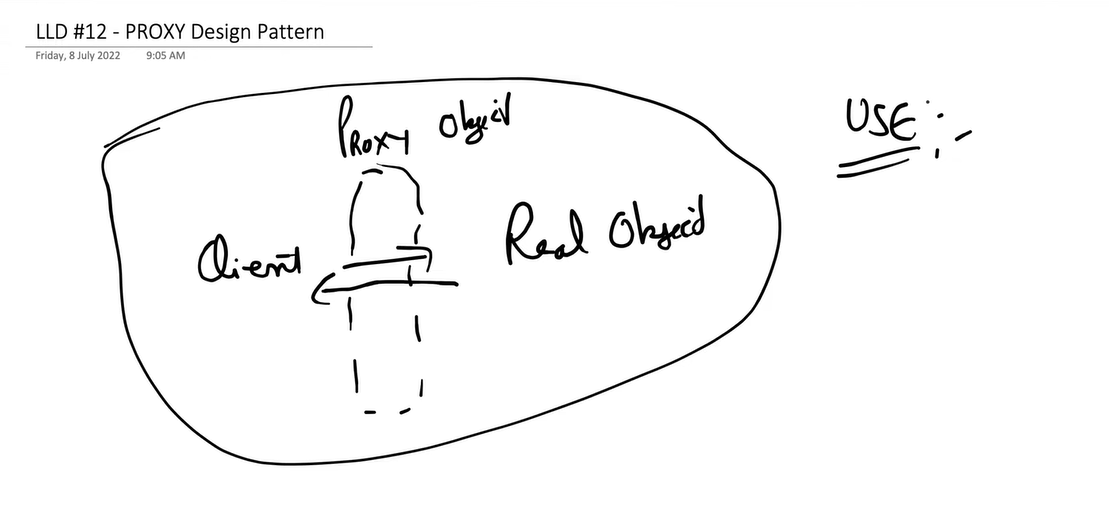 LLD #12 - PROXY Design Pattern
Friday, 8 July 2022 9:05 AM
PROXY Object
USE :-
Client
Real Object